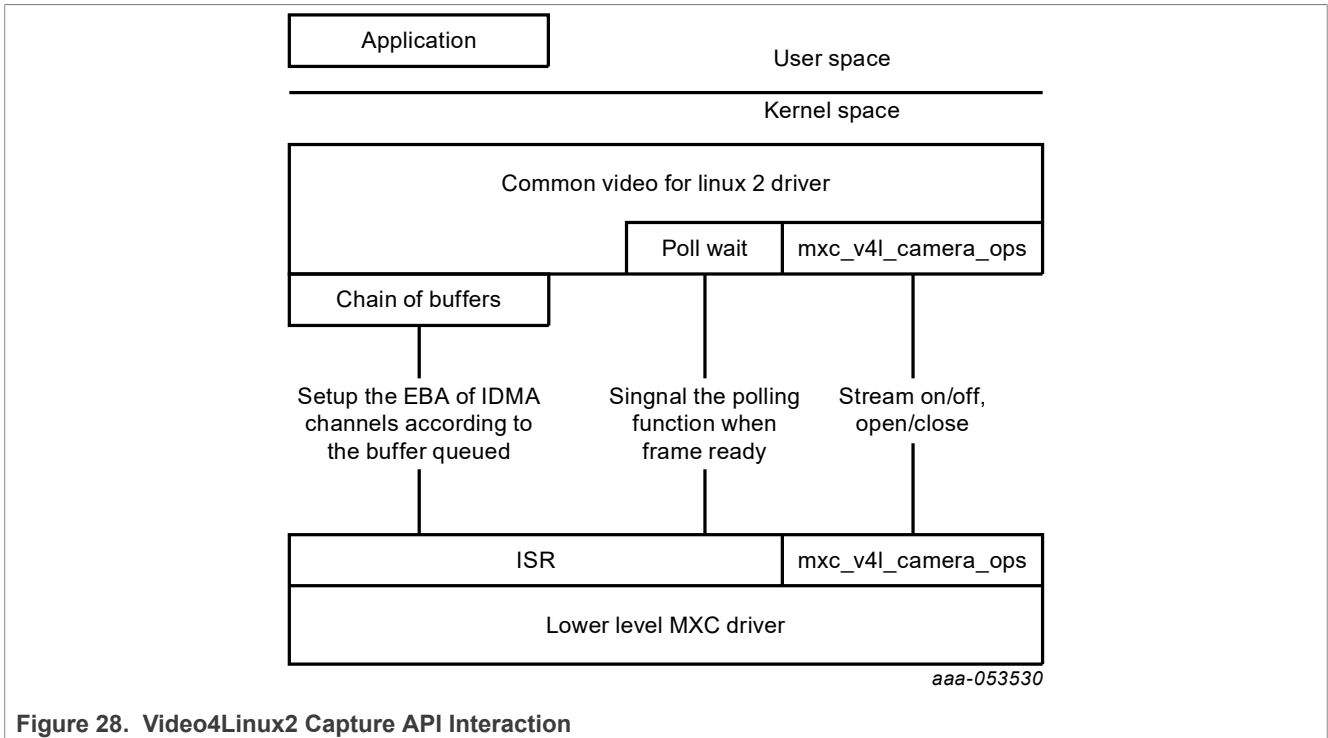 Application
User space
Kernel space
Common video for linux 2 driver
Poll wait
mxc_v4l_camera_ops
Chain of buffers
Setup the EBA of IDMA
channels according to
the buffer queued
Singnal the polling
function when
frame ready
Stream on/off,
open/close
ISR
mxc_v4l_camera_ops
Lower level MXC driver
aaa-053530
Figure 28. Video4Linux2 Capture API Interaction